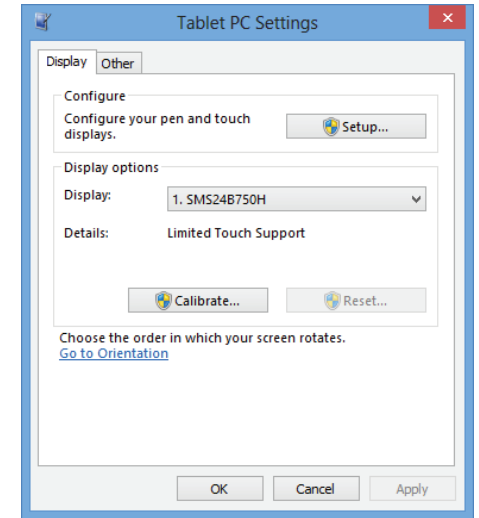 Tablet PC Settings
Display Other
Configure
Configure your pen and touch
displays.
Setup...
Display options
Display: 1. SMS24B750H
Details: Limited Touch Support
Calibrate... Reset...
Choose the order in which your screen rotates.
Go to Orientation
OK Cancel Apply